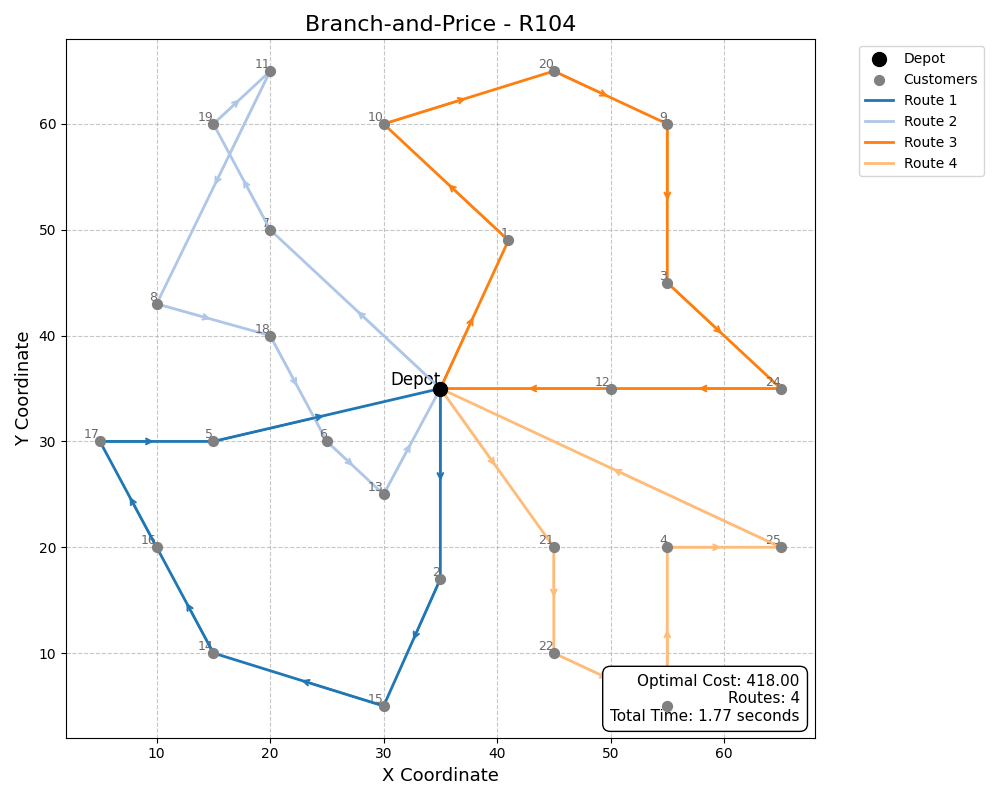 Branch-and-Price - R104
Depot
Customers
Route 1
Route 2
Route 3
Route 4
11
20
19
10
9
7
1
8
3
18
Depot
12
24
17
5
6
13
16
21
4
25
2
14
22
15
Optimal Cost: 418.00
Routes: 4
Total Time: 1.77 seconds
60
50
40
30
20
10
Y Coordinate
10
20
30
40
50
60
X Coordinate